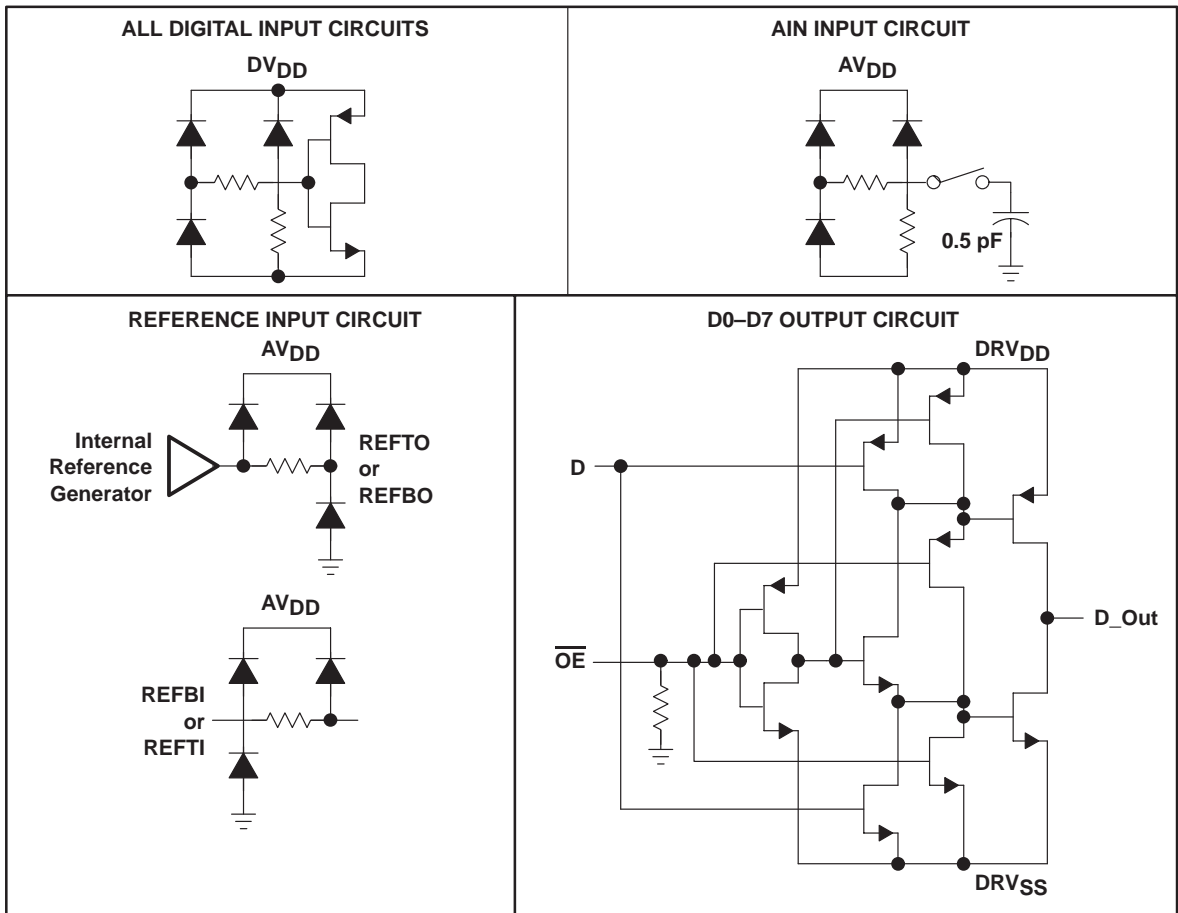 ALL DIGITAL INPUT CIRCUITS
DVDD
AIN INPUT CIRCUIT
AVDD
0.5 pF
REFERENCE INPUT CIRCUIT
AVDD
Internal
Reference
Generator
REFTO
or
REFBO
AVDD
REFBI
or
REFTI
D0–D7 OUTPUT CIRCUIT
DRVDD
D
D_Out
OE
DRVSS